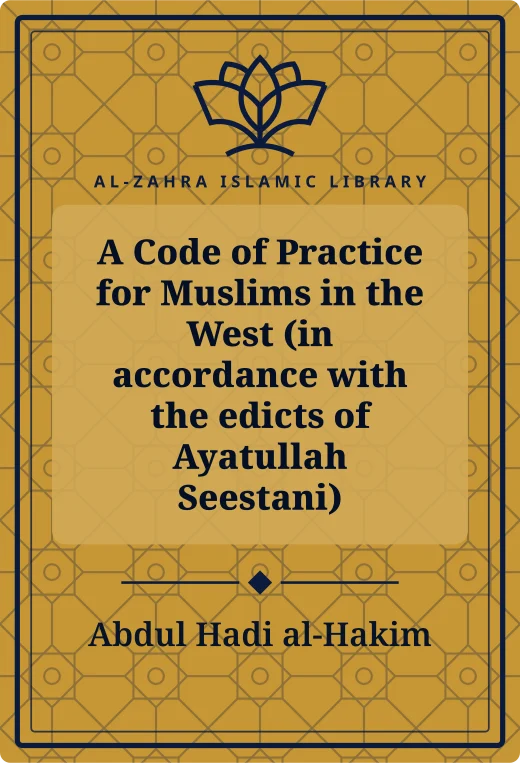 AL-ZAHRA ISLAMIC LIBRARY
A Code of Practice
for Muslims in the
West (in
accordance with
the edicts of
Ayatullah
Seestani)
Abdul Hadi al-Hakim